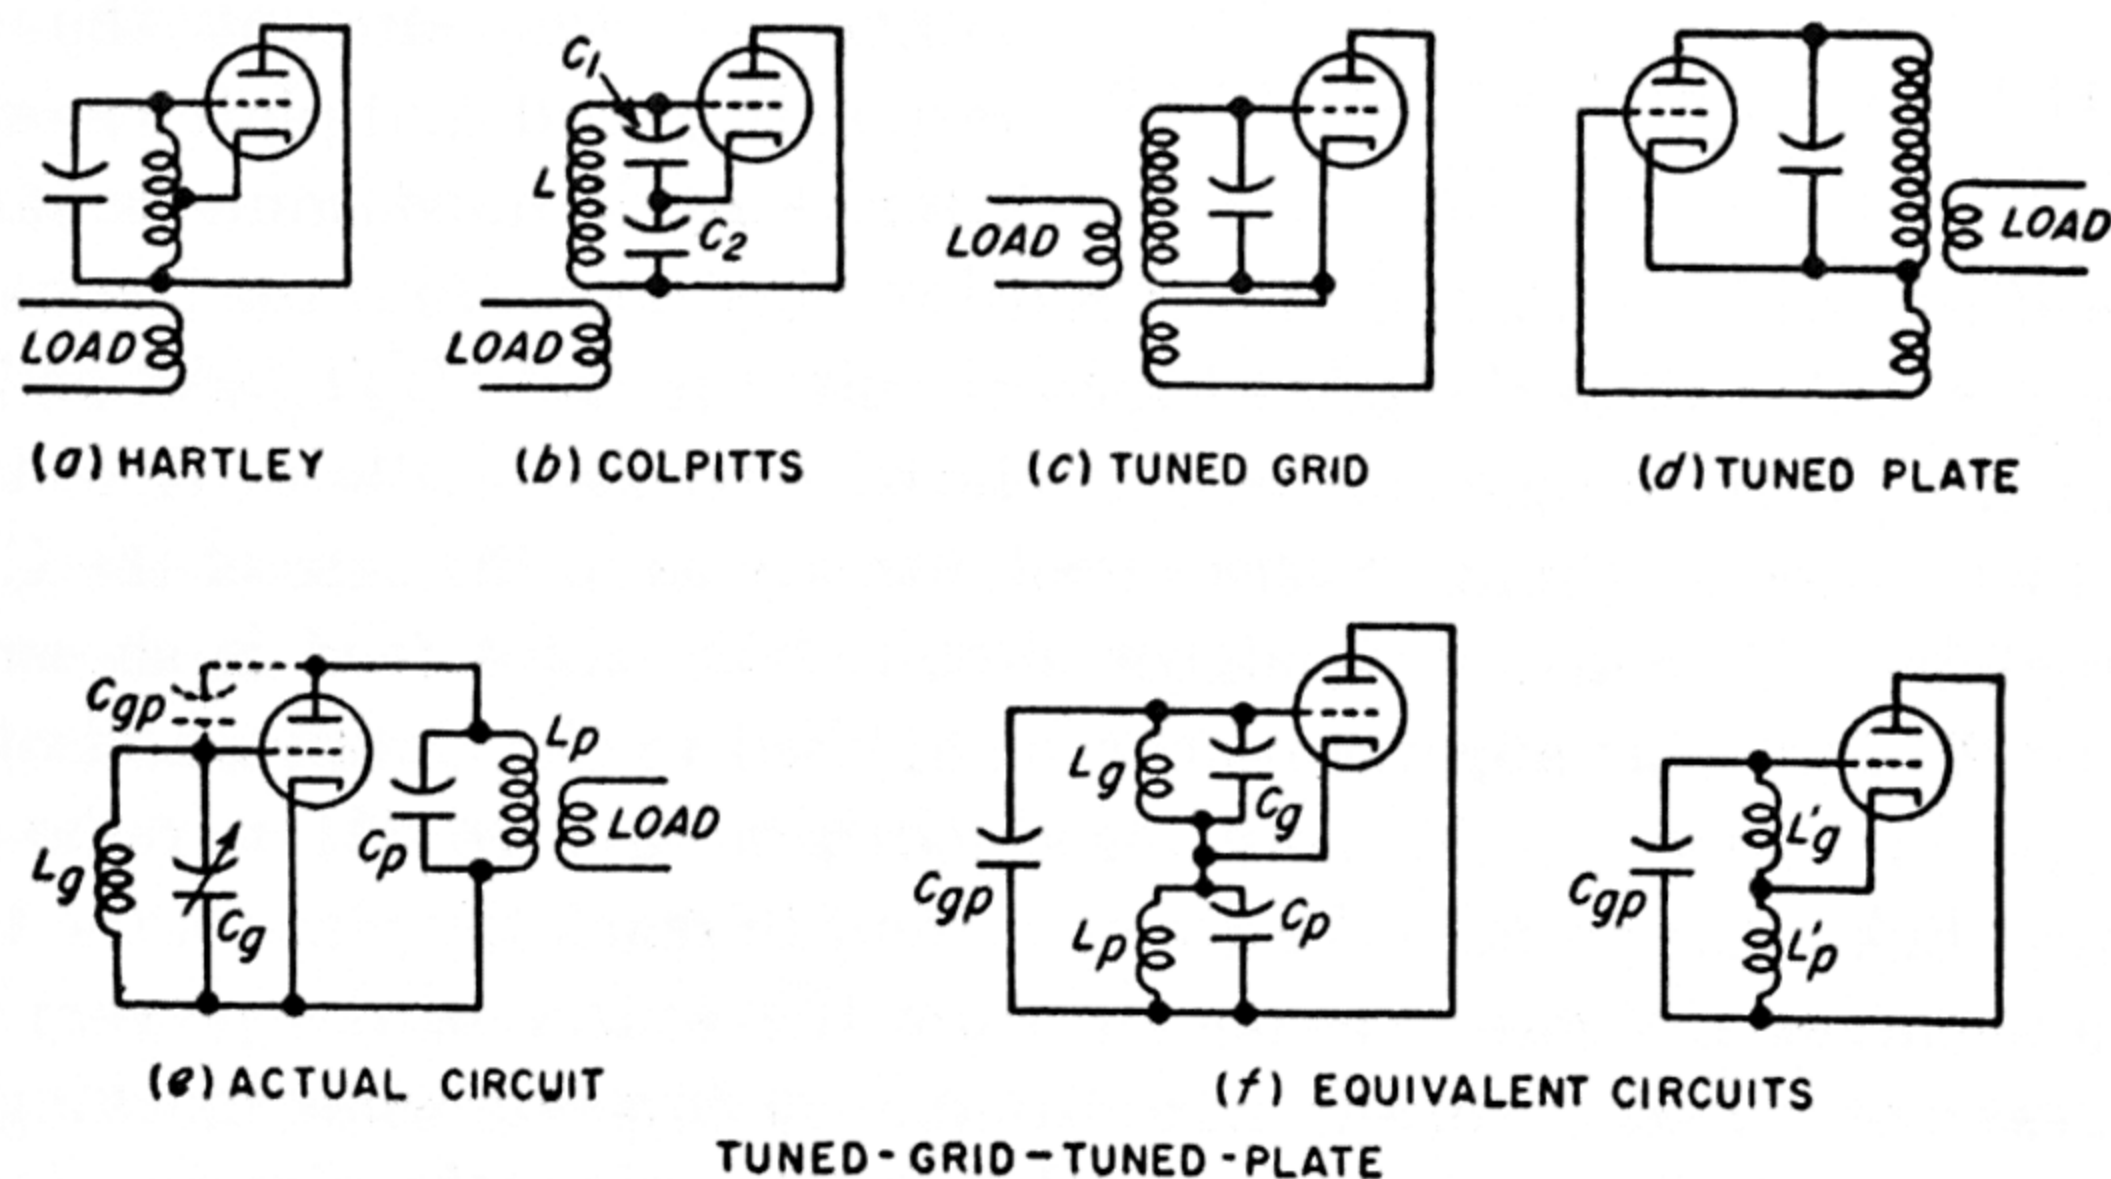 C1
L
C2
LOAD
LOAD
LOAD
LOAD
(a) HARTLEY
(b) COLPITTS
(c) TUNED GRID
(d) TUNED PLATE
Cgp
Lg
Cg
Cp
Lp
LOAD
Cgp
Lg
Cg
Lp
Cp
Cgp
L'g
L'p
(e) ACTUAL CIRCUIT
(f) EQUIVALENT CIRCUITS
TUNED-GRID-TUNED-PLATE